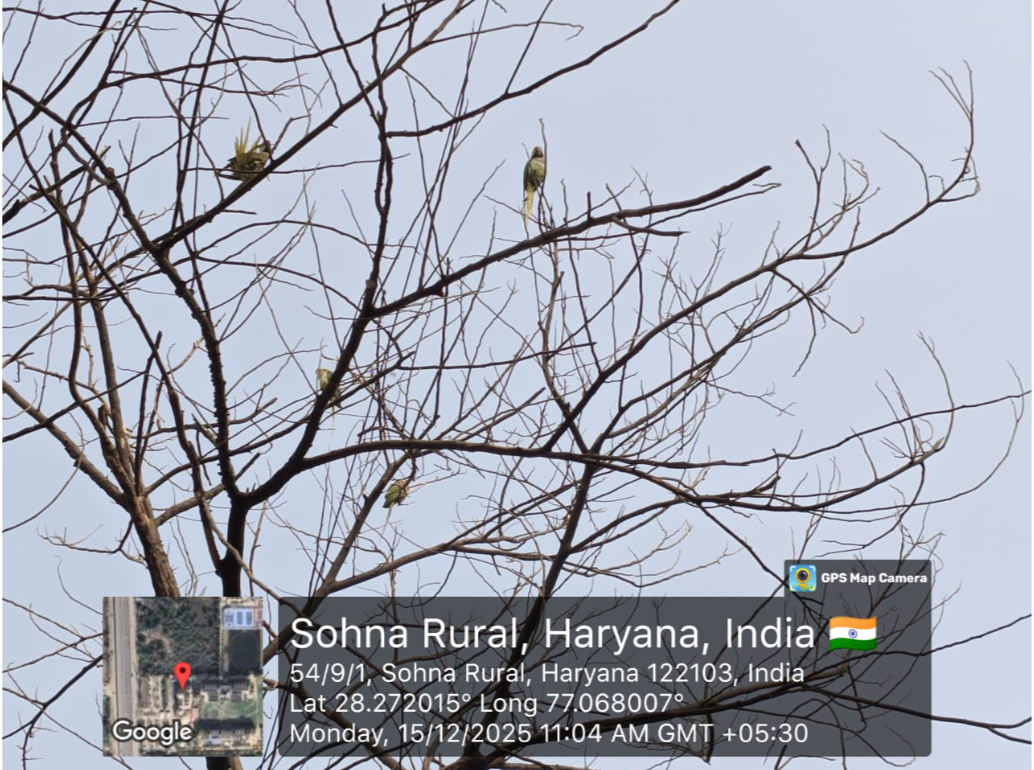 GPS Map Camera
Sohna Rural, Haryana, India 🇮🇳
54/9/1, Sohna Rural, Haryana 122103, India
Lat 28.272015° Long 77.068007°
Monday, 15/12/2025 11:04 AM GMT +05:30
Google